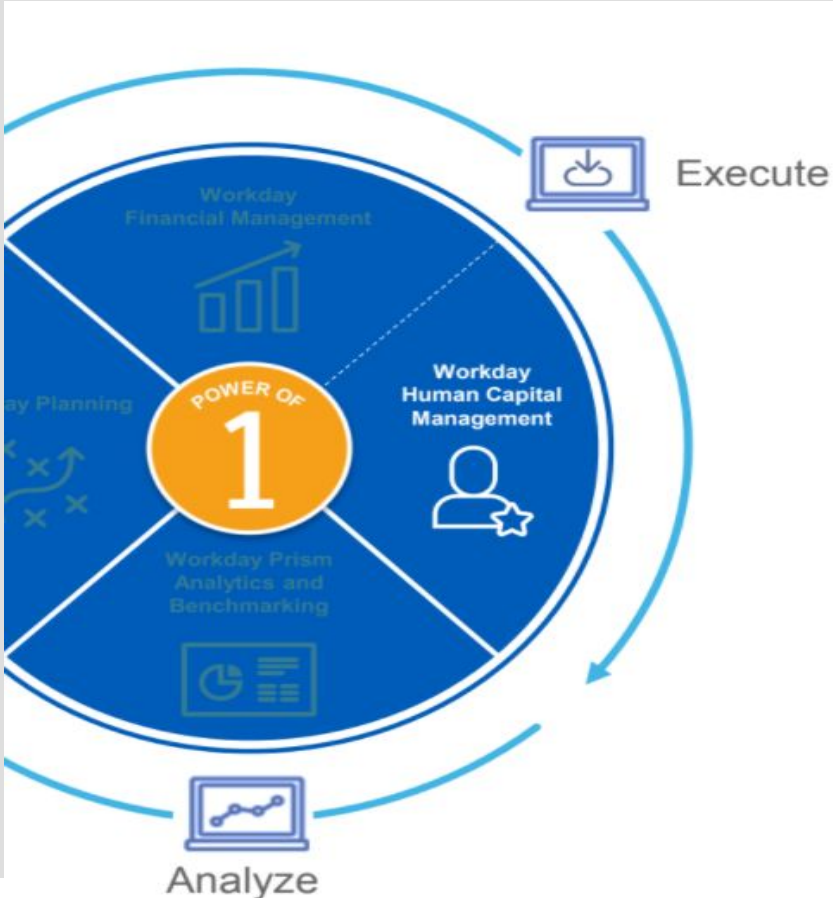 Execute
Workday
Financial Management
POWER OF
1
Workday
Human Capital
Management
ay Planning
Workday Prism
Analytics and
Benchmarking
Analyze